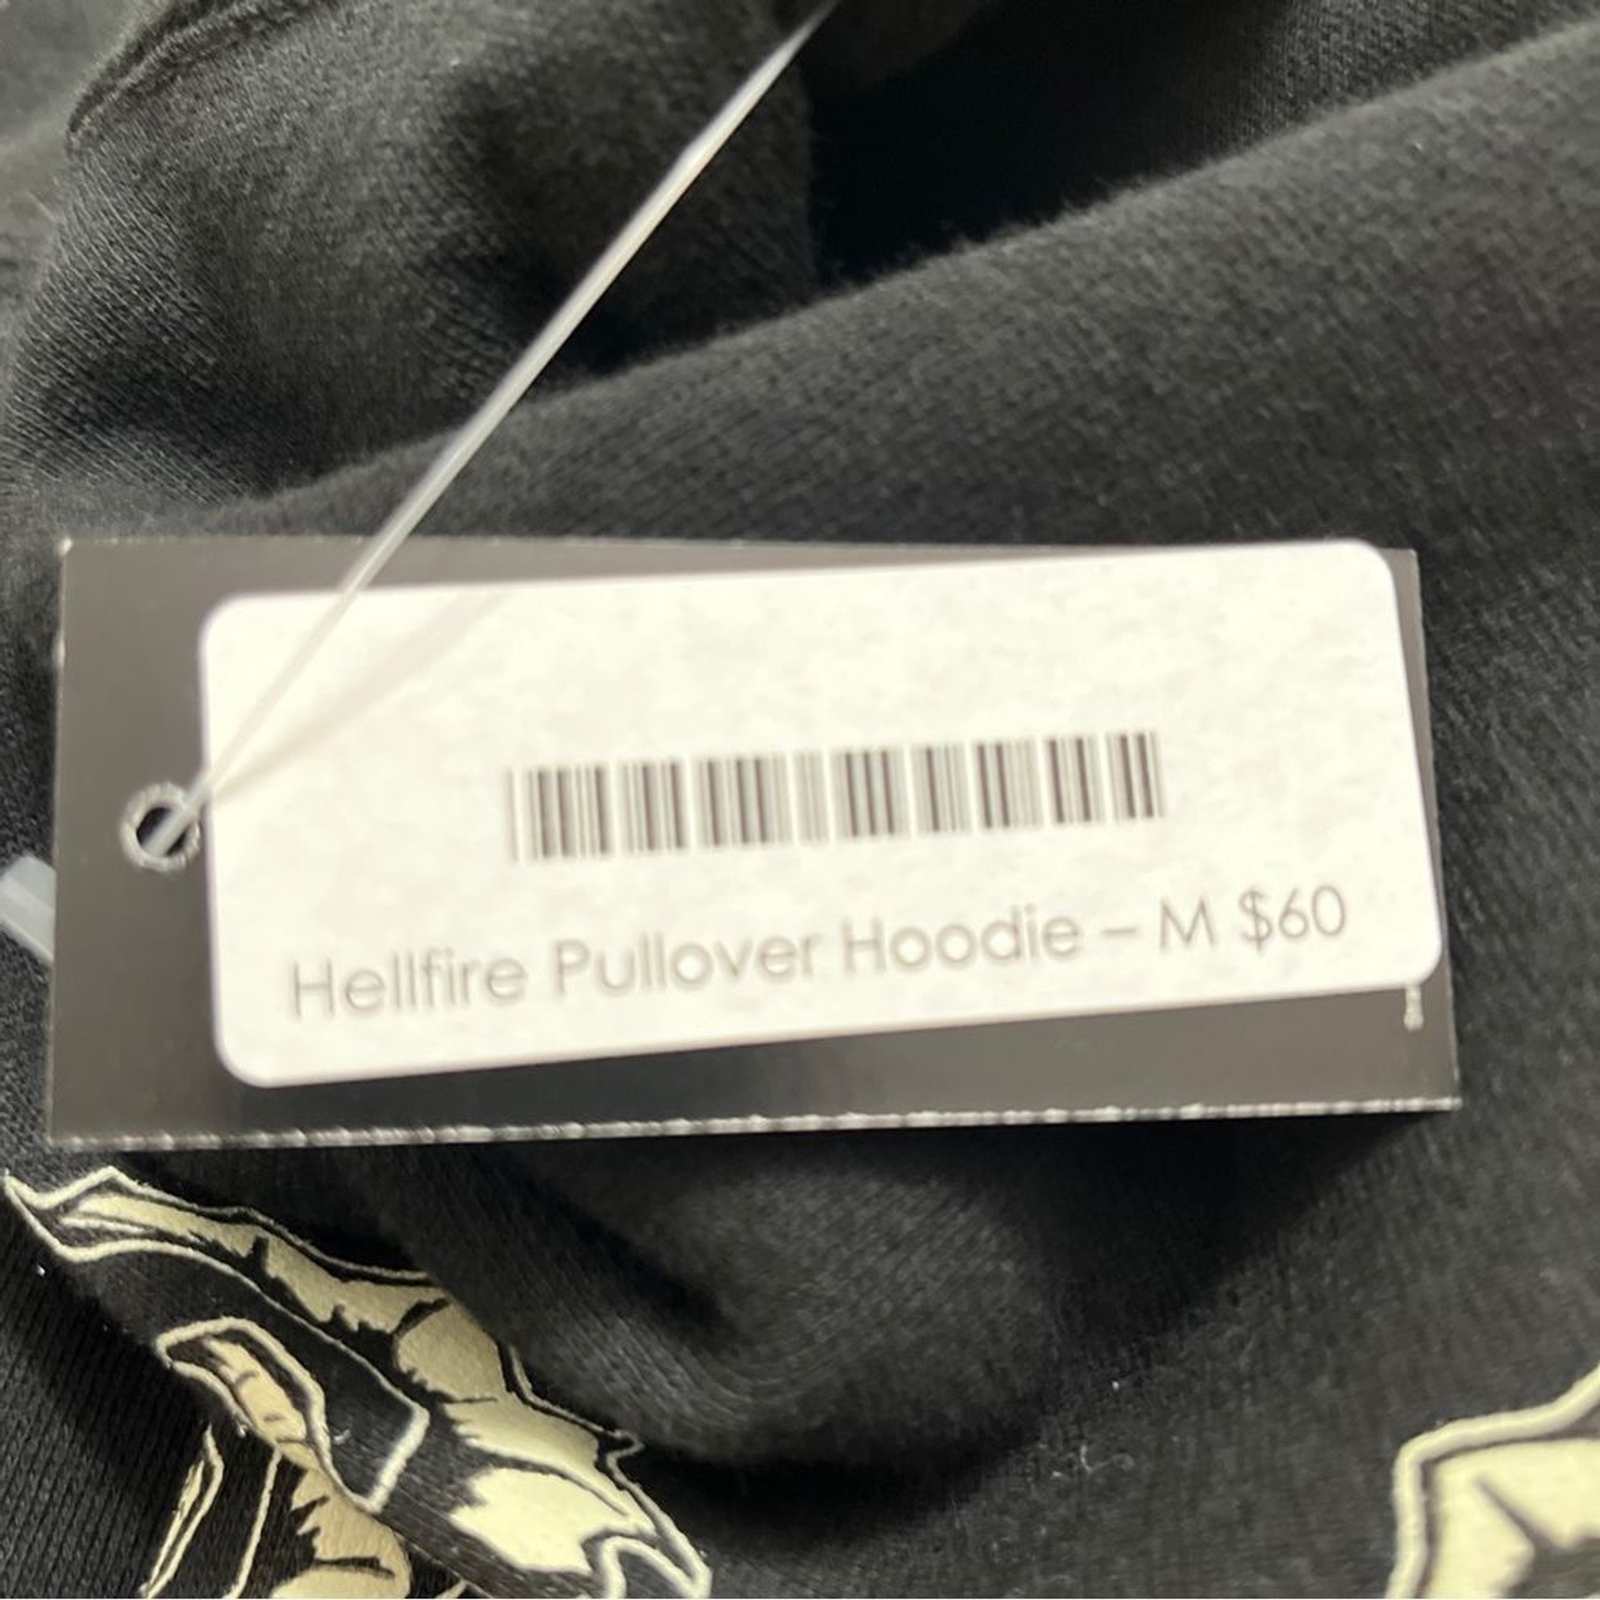 Hellfire Pullover Hoodie – M $60